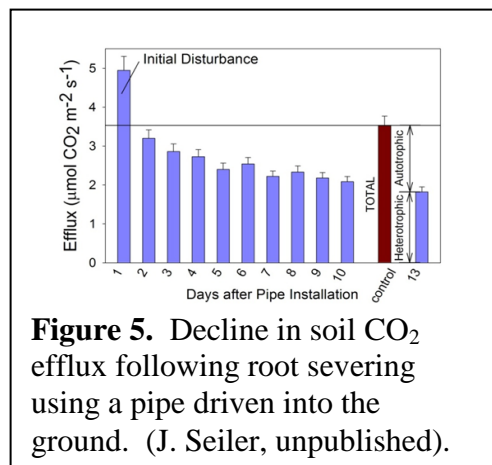 Initial Disturbance
5
4
3
2
1
0
Efflux (μmol CO2 m-2 s-1)
1 2 3 4 5 6 7 8 9 10 control 13
TOTAL
Autotrophic
Heterotrophic
Days after Pipe Installation
Figure 5. Decline in soil CO2
efflux following root severing
using a pipe driven into the
ground. (J. Seiler, unpublished).